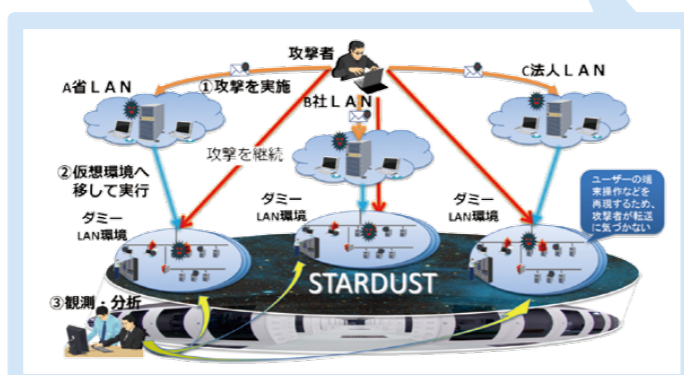 攻撃者
A省LAN
①攻撃を実施
B社LAN
C法人LAN
攻撃を継続
②仮想環境へ
移して実行
ダミー
LAN環境
ダミー
LAN環境
ダミー
LAN環境
ユーザーの端
末操作などを
再現するため、
攻撃者が転送
に気づかない
STARDUST
③観測・分析